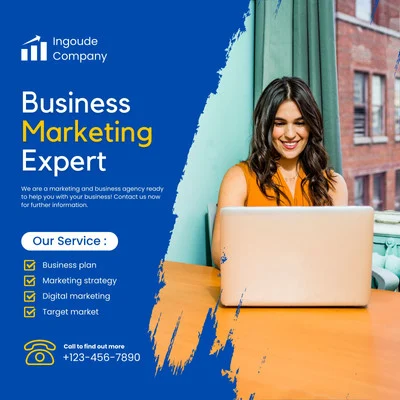 Ingoude
Company
Business
Marketing
Expert
We are a marketing and business agency ready
to help you with your business! Contact us now
for further information.
Our Service :
Business plan
Marketing strategy
Digital marketing
Target market
Call to find out more
+123-456-7890